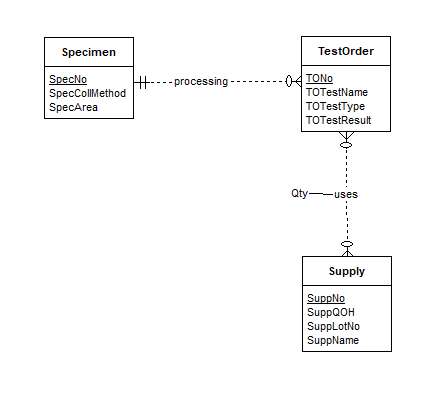 Specimen
SpecNo
SpecCollMethod
SpecArea
processing
TestOrder
TONo
TOTestName
TOTestType
TOTestResult
Qty
uses
Supply
SuppNo
SuppQOH
SuppLotNo
SuppName